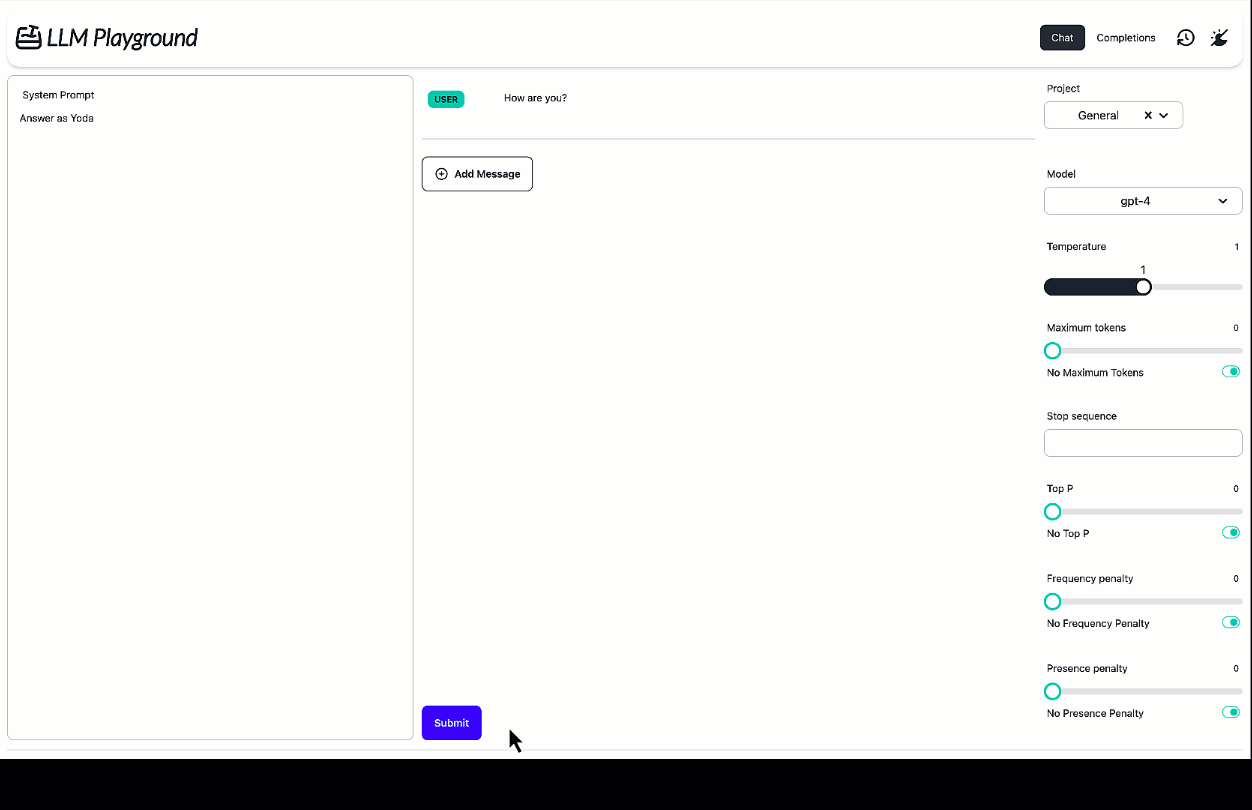 LLM Playground
Chat
Completions
System Prompt
Answer as Yoda
USER
How are you?
Add Message
Submit
Project
General
Model
gpt-4
Temperature 1
1
Maximum tokens 0
No Maximum Tokens
Stop sequence
Top P 0
No Top P
Frequency penalty 0
No Frequency Penalty
Presence penalty 0
No Presence Penalty